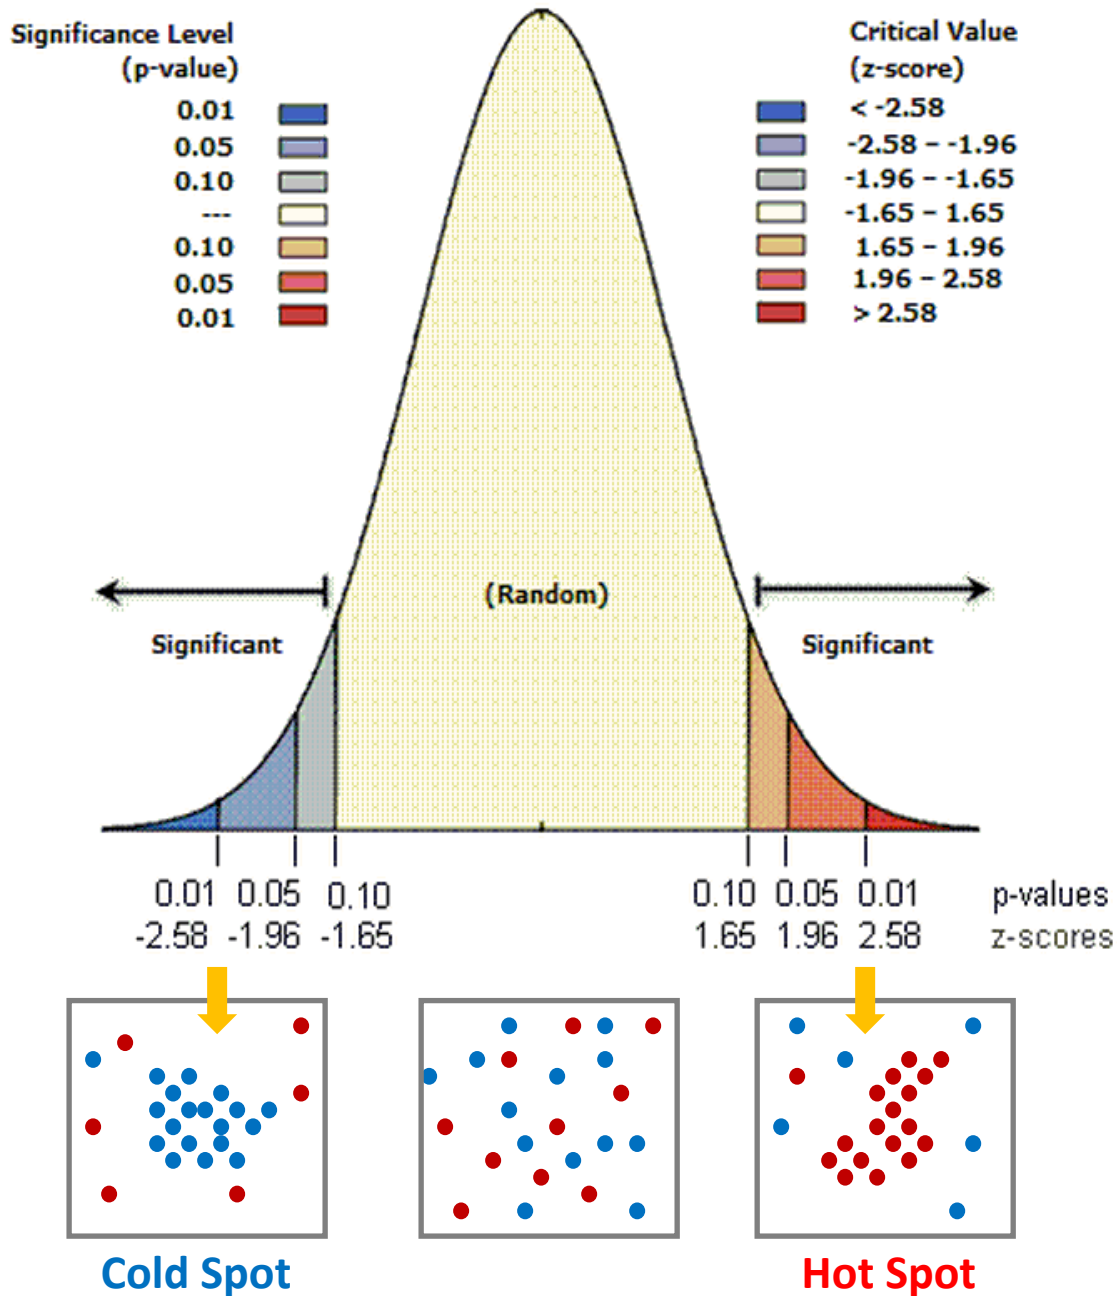 Significance Level
(p-value)
0.01
0.05
0.10
---
0.10
0.05
0.01
Critical Value
(z-score)
< -2.58
-2.58 – -1.96
-1.96 – -1.65
-1.65 – 1.65
1.65 – 1.96
1.96 – 2.58
> 2.58
(Random)
Significant
Significant
0.01 0.05 0.10 0.10 0.05 0.01 p-values
-2.58 -1.96 -1.65 1.65 1.96 2.58 z-scores
Cold Spot
Hot Spot